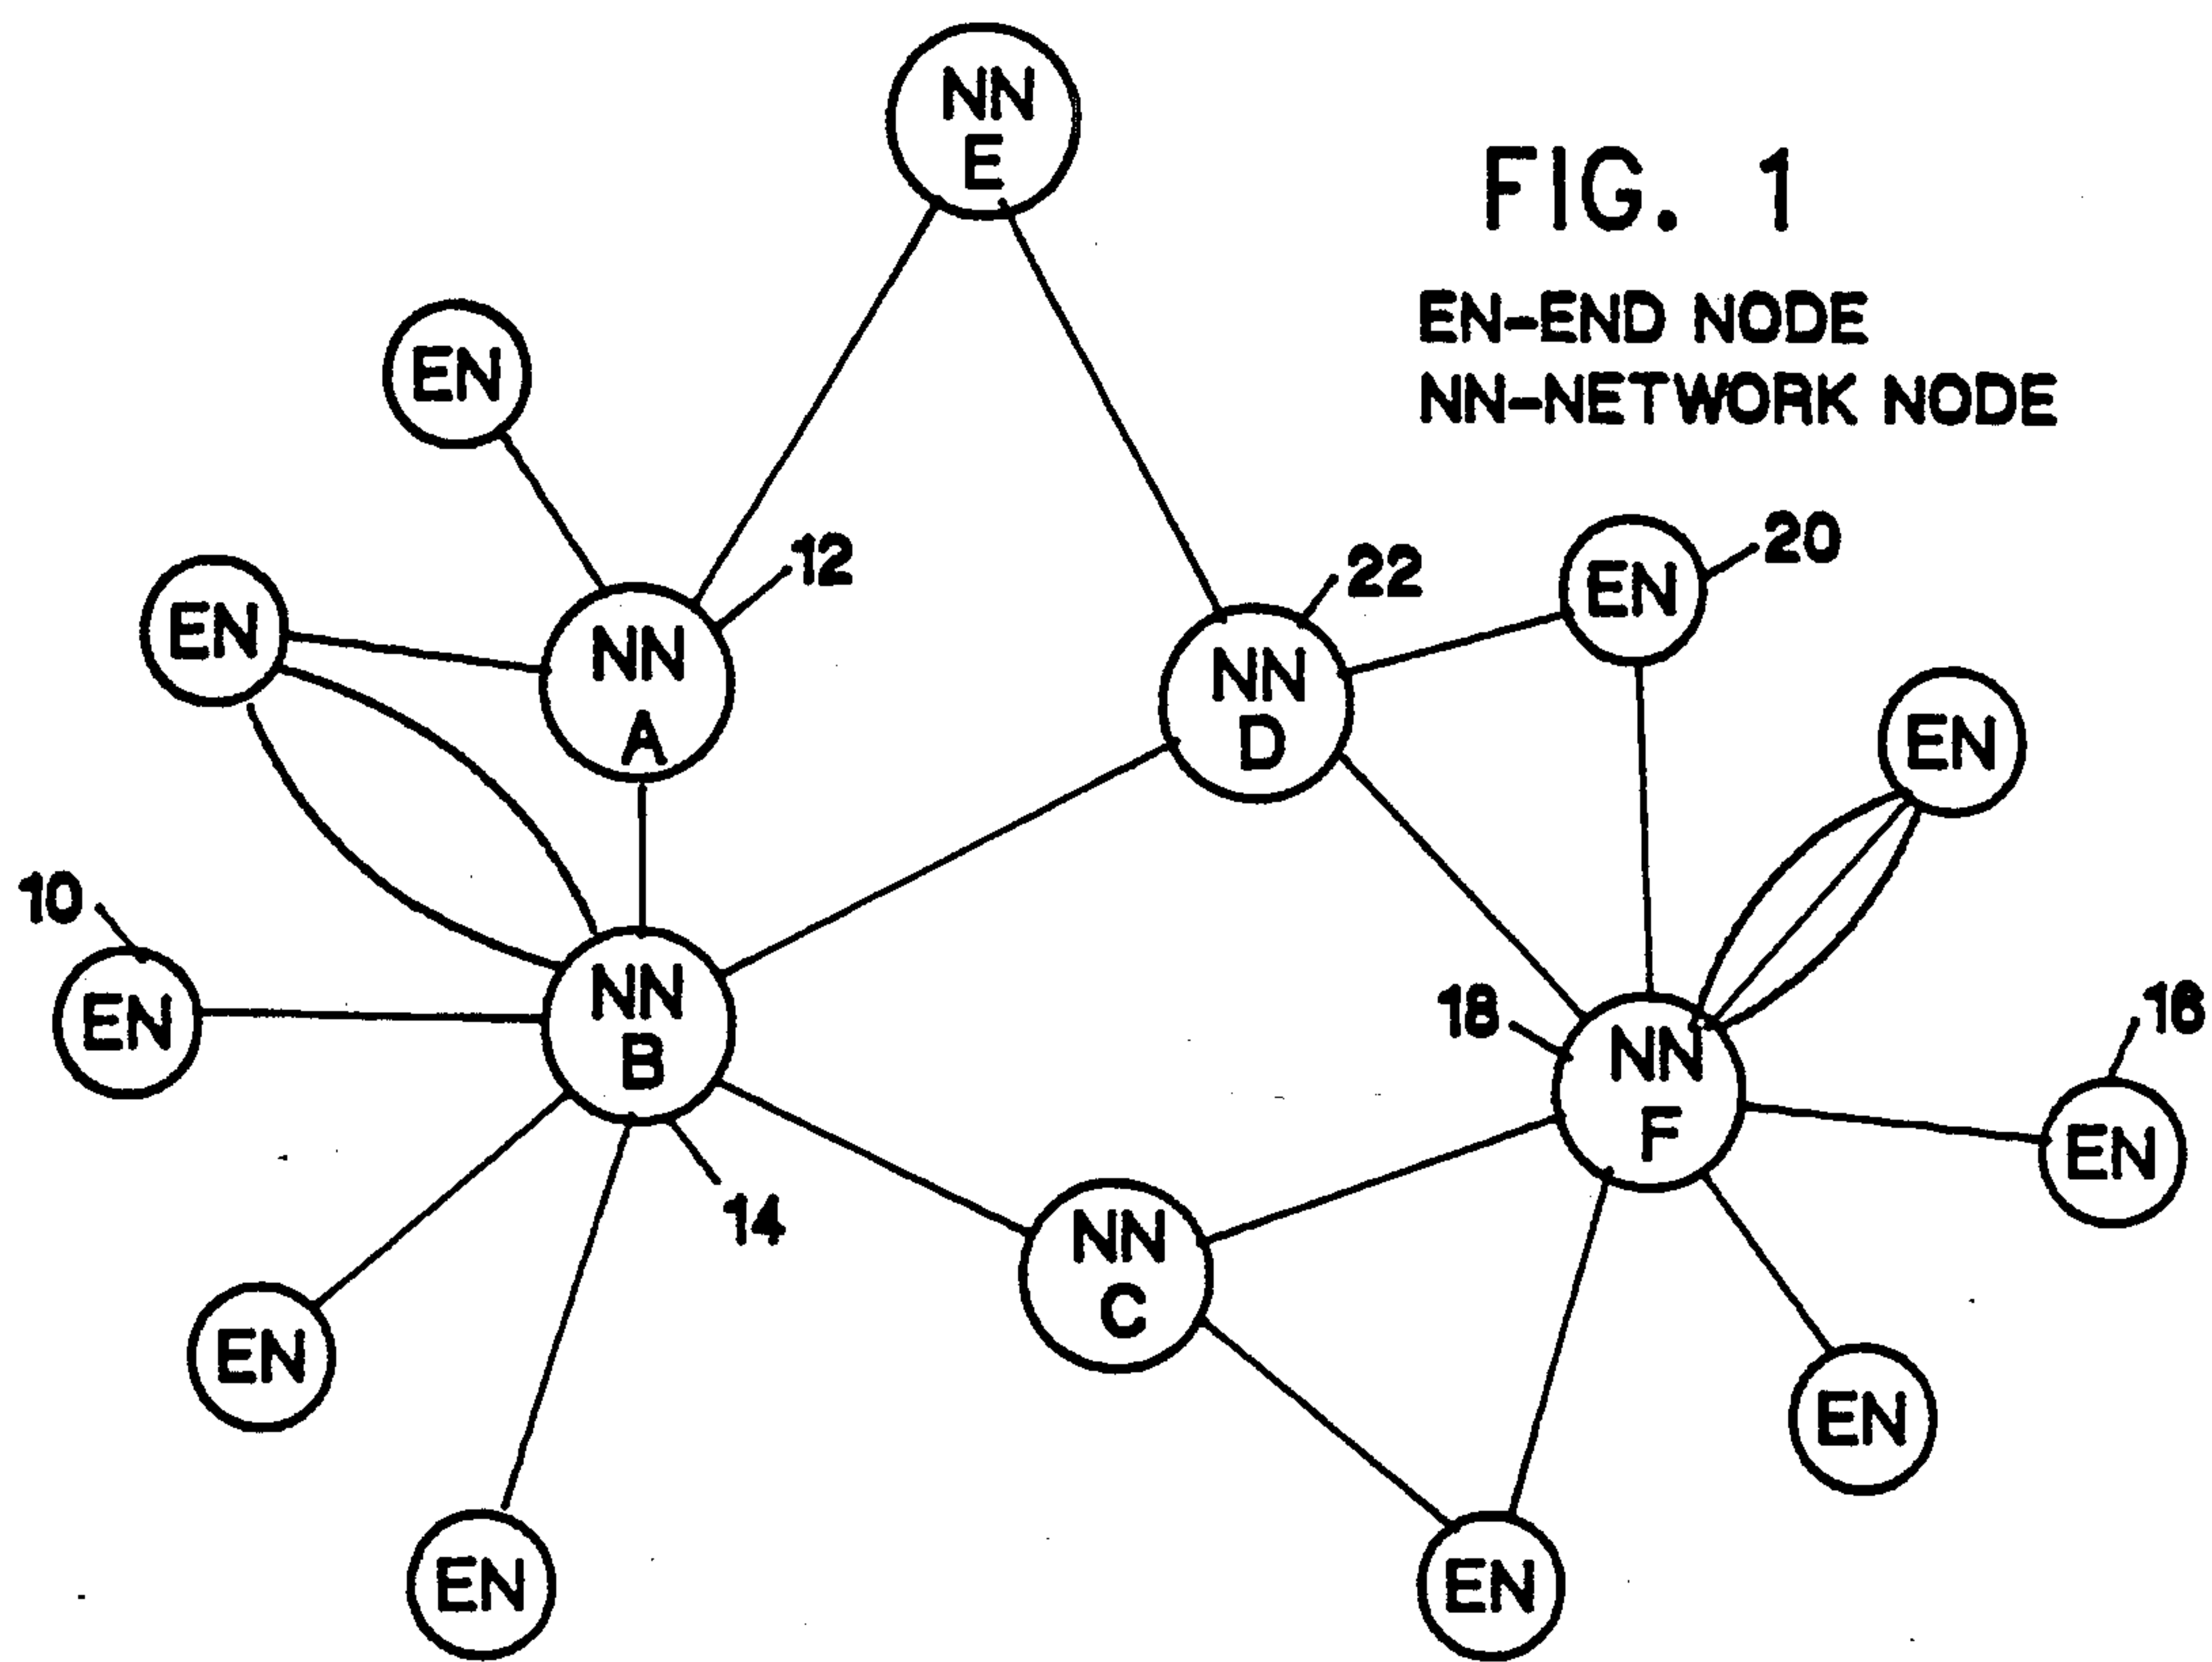 NN
E
FIG. 1
EN-END NODE
NN-NETWORK NODE
EN
12
22
20
EN
EN
NN
A
NN
D
EN
10
EN
NN
B
18
NN
F
16
EN
14
NN
C
EN
EN
EN
EN